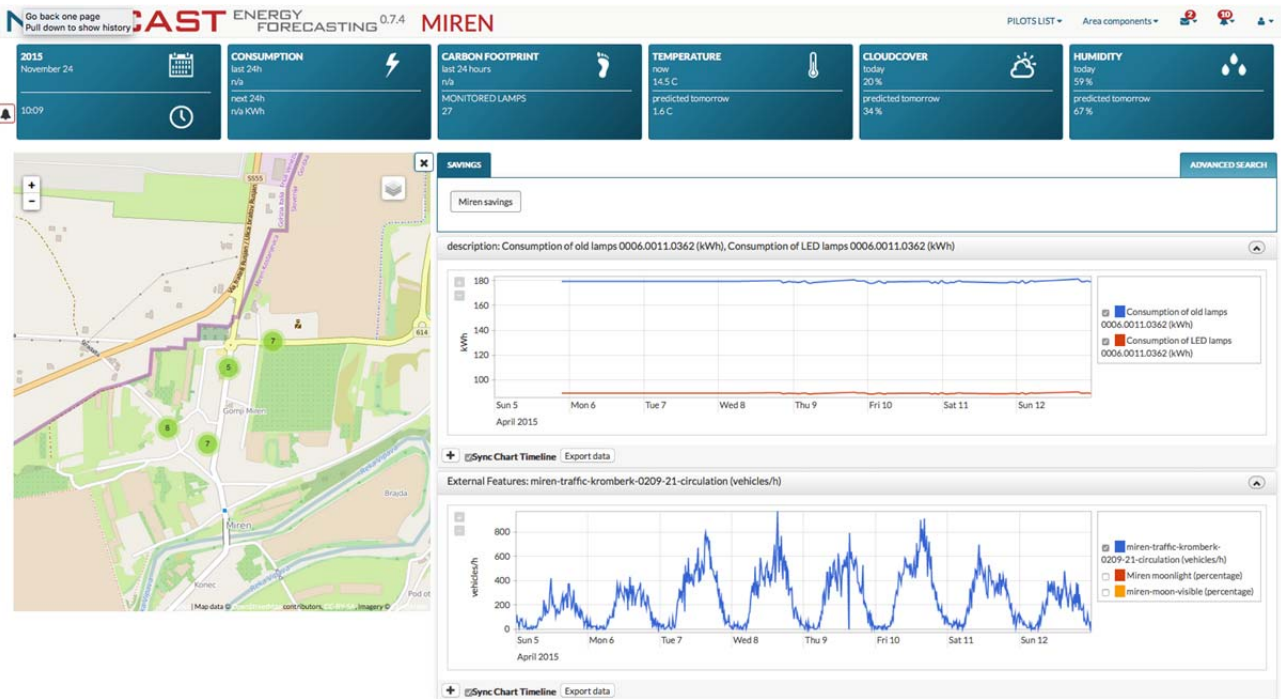 Go back one page
Pull down to show history
CAST
ENERGY
FORECASTING 0.7.4
MIREN
PILOTS LIST
Area components
2
10
2015
November 24
10:09
CONSUMPTION
last 24h
n/a
next 24h
n/a KWh
CARBON FOOTPRINT
last 24 hours
n/a
MONITORED LAMPS
27
TEMPERATURE
now
14.5 C
predicted tomorrow
1.6 C
CLOUDCOVER
today
20 %
predicted tomorrow
34 %
HUMIDITY
today
59 %
predicted tomorrow
67 %
+
-
S555
614
7
5
8
7
Gornji Miren
Brajda
Miren
Konec
Pod ot
| Map data © OpenStreetMap contributors, CC-BY-SA, Imagery ©
SAVINGS
ADVANCED SEARCH
Miren savings
description: Consumption of old lamps 0006.0011.0362 (kWh), Consumption of LED lamps 0006.0011.0362 (kWh)
kWh
180
160
140
120
100
Sun 5 Mon 6 Tue 7 Wed 8 Thu 9 Fri 10 Sat 11 Sun 12
April 2015
Consumption of old lamps
0006.0011.0362 (kWh)
Consumption of LED lamps
0006.0011.0362 (kWh)
Sync Chart Timeline Export data
External Features: miren-traffic-kromberk-0209-21-circulation (vehicles/h)
vehicles/h
800
600
400
200
0
Sun 5 Mon 6 Tue 7 Wed 8 Thu 9 Fri 10 Sat 11 Sun 12
April 2015
miren-traffic-kromberk-
0209-21-circulation (vehicles/h)
Miren moonlight (percentage)
miren-moon-visible (percentage)
Sync Chart Timeline Export data